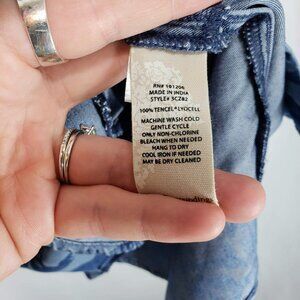 RN# 101206
MADE IN INDIA
STYLE# 3CZ82
100% TENCEL® LYOCELL
MACHINE WASH COLD
GENTLE CYCLE
ONLY NON-CHLORINE
BLEACH WHEN NEEDED
HANG TO DRY
COOL IRON IF NEEDED
MAY BE DRY CLEANED